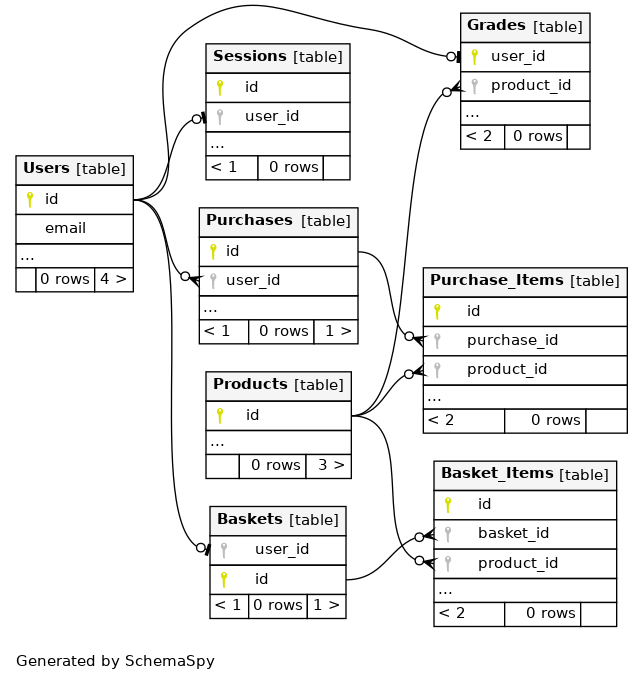 Grades [table]
user_id
product_id
...
< 2 0 rows
Sessions [table]
id
user_id
...
< 1 0 rows
Users [table]
id
email
...
0 rows 4 >
Purchases [table]
id
user_id
...
< 1 0 rows 1 >
Purchase_Items [table]
id
purchase_id
product_id
...
< 2 0 rows
Products [table]
id
...
0 rows 3 >
Basket_Items [table]
id
basket_id
product_id
...
< 2 0 rows
Baskets [table]
user_id
id
< 1 0 rows 1 >
Generated by SchemaSpy